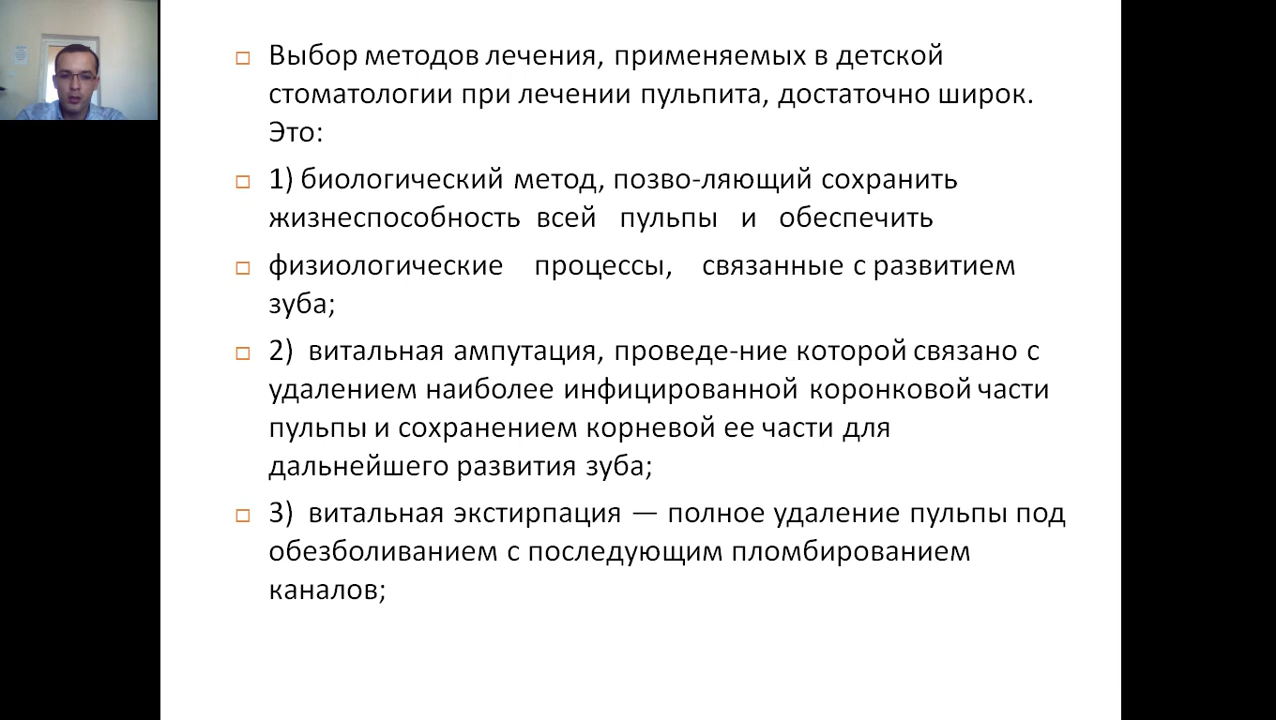 Выбор методов лечения, применяемых в детской
стоматологии при лечении пульпита, достаточно широк.
Это:
1) биологический метод, позво-ляющий сохранить
жизнеспособность всей пульпы и обеспечить
физиологические процессы, связанные с развитием
зуба;
2) витальная ампутация, проведе-ние которой связано с
удалением наиболее инфицированной коронковой части
пульпы и сохранением корневой ее части для
дальнейшего развития зуба;
3) витальная экстирпация — полное удаление пульпы под
обезболиванием с последующим пломбированием
каналов;